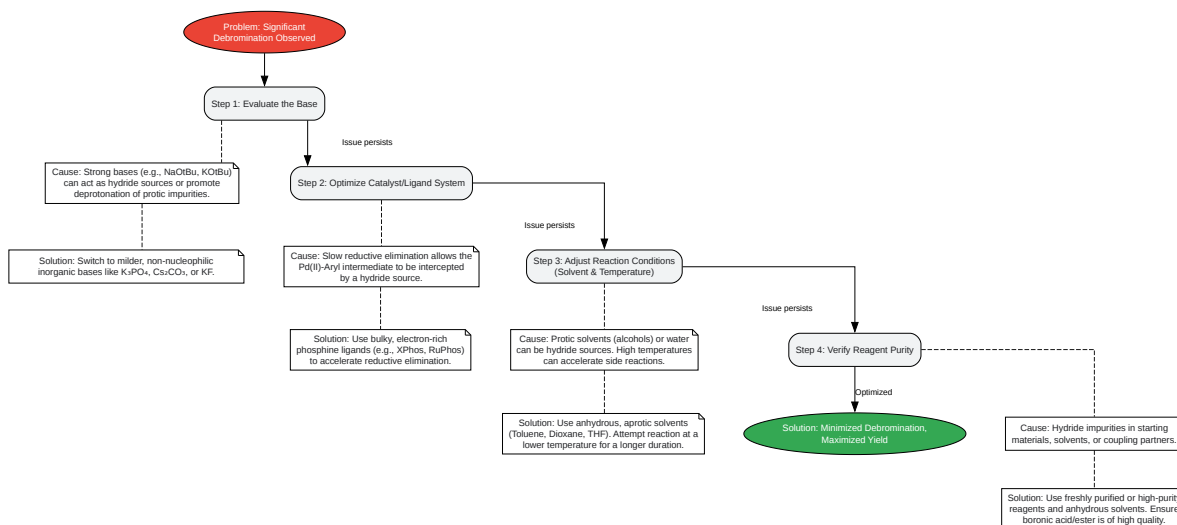 Problem: Significant
Debromination Observed
Step 1: Evaluate the Base
Issue persists
Cause: Strong bases (e.g., NaOtBu, KOtBu)
can act as hydride sources or promote
deprotonation of protic impurities.
Step 2: Optimize Catalyst/Ligand System
Issue persists
Solution: Switch to milder, non-nucleophilic
inorganic bases like K₃PO₄, Cs₂CO₃, or KF.
Cause: Slow reductive elimination allows the
Pd(II)-Aryl intermediate to be intercepted
by a hydride source.
Step 3: Adjust Reaction Conditions
(Solvent & Temperature)
Issue persists
Solution: Use bulky, electron-rich
phosphine ligands (e.g., XPhos, RuPhos)
to accelerate reductive elimination.
Cause: Protic solvents (alcohols) or water
can be hydride sources. High temperatures
can accelerate side reactions.
Step 4: Verify Reagent Purity
Optimized
Solution: Use anhydrous, aprotic solvents
(Toluene, Dioxane, THF). Attempt reaction at a
lower temperature for a longer duration.
Solution: Minimized Debromination,
Maximized Yield
Cause: Hydride impurities in starting
materials, solvents, or coupling partners.
Solution: Use freshly purified or high-purity
reagents and anhydrous solvents. Ensure
boronic acid/ester is of high quality.